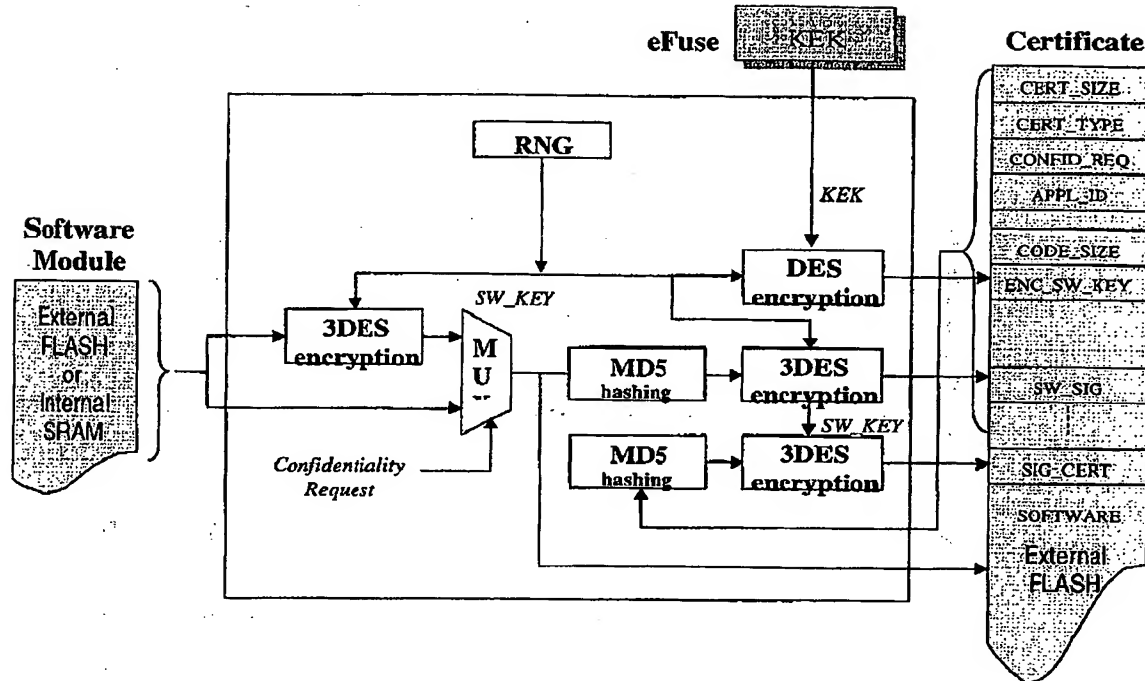 eFuse
KEK
Certificate
CERT_SIZE
CERT_TYPE
CONFID_REQ
APPL_ID
CODE_SIZE
ENC_SW_KEY
SW_SIG
SIG_CERT
SOFTWARE
External
FLASH
RNG
KEK
Software
Module
External
FLASH
or
Internal
SRAM
SW_KEY
DES
encryption
3DES
encryption
M
U
MD5
hashing
3DES
encryption
SW_KEY
MD5
hashing
3DES
encryption
Confidentiality
Request